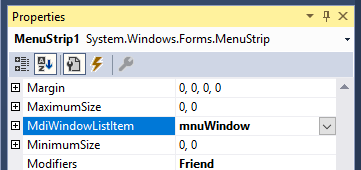 Properties
MenuStrip1 System.Windows.Forms.MenuStrip
Margin 0, 0, 0, 0
MaximumSize 0, 0
MdiWindowListItem mnuWindow
MinimumSize 0, 0
Modifiers Friend